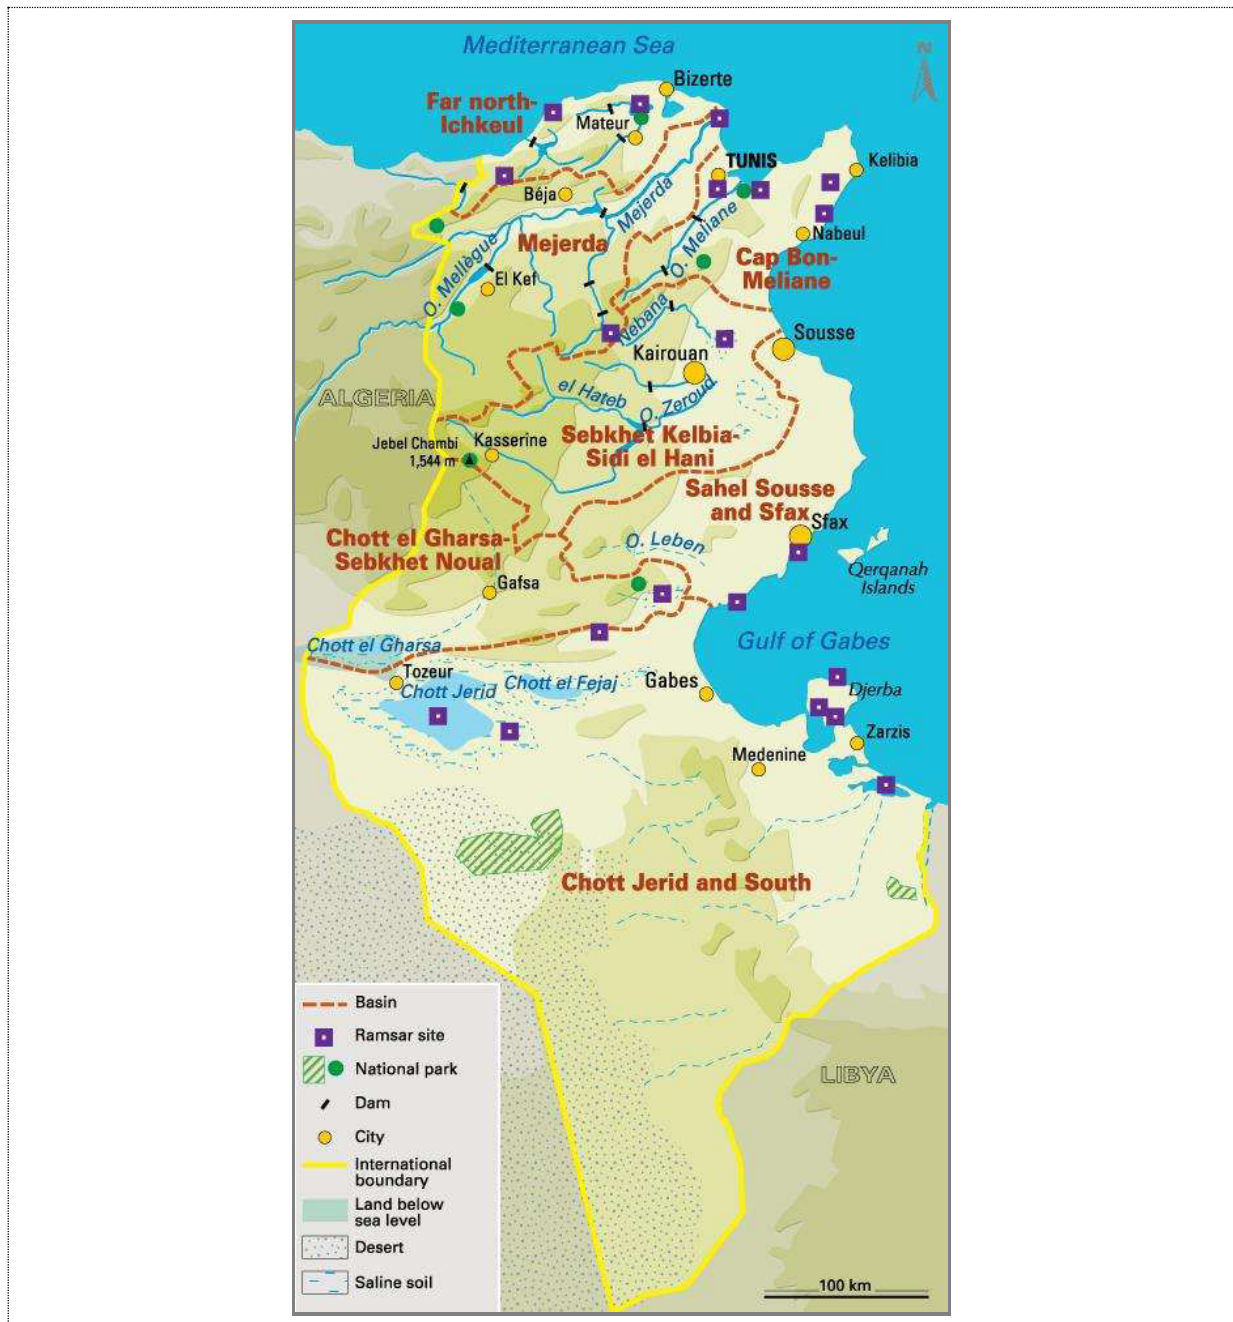 Mediterranean Sea
N
Bizerte
Far north-
Ichkeul
Mateur
TUNIS
Kelibia
Béja
Mejerda
O. Meliane
Nabeul
Mejerda
Cap Bon-
Meliane
O. Mellègue
El Kef
Nebana
Sousse
Kairouan
ALGERIA
el Hateb
O. Zeroud
Jebel Chambi
1,544 m
Kasserine
Sebkhet Kelbia-
Sidi el Hani
Sahel Sousse
and Sfax
Sfax
Chott el Gharsa-
Sebkhet Noual
O. Leben
Qerqanah
Islands
Gafsa
Chott el Gharsa
Gulf of Gabes
Tozeur
Chott Jerid
Chott el Fejaj
Gabes
Djerba
Zarzis
Medenine
Chott Jerid and South
LIBYA
Basin
Ramsar site
National park
Dam
City
International
boundary
Land below
sea level
Desert
Saline soil
100 km